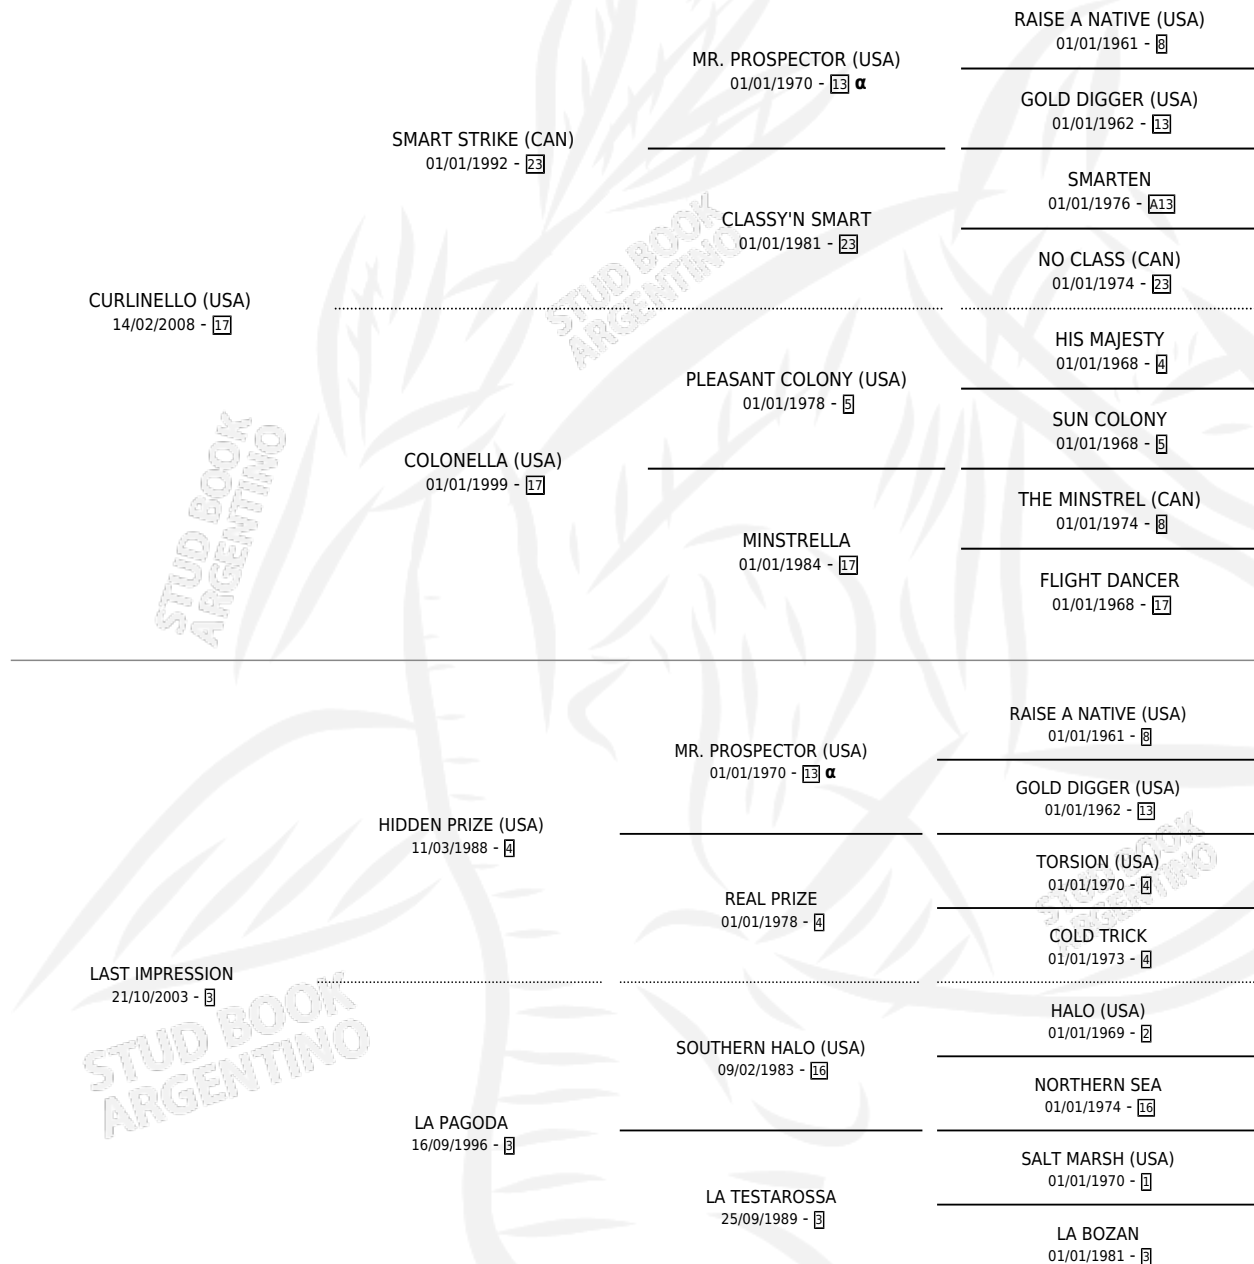 RAISE A NATIVE (USA)
01/01/1961 - 8
MR. PROSPECTOR (USA)
01/01/1970 - 13 α
GOLD DIGGER (USA)
01/01/1962 - 13
SMART STRIKE (CAN)
01/01/1992 - 23
SMARTEN
01/01/1976 - A13
CLASSY'N SMART
01/01/1981 - 23
NO CLASS (CAN)
01/01/1974 - 23
CURLINELLO (USA)
14/02/2008 - 17
HIS MAJESTY
01/01/1968 - 4
PLEASANT COLONY (USA)
01/01/1978 - 5
SUN COLONY
01/01/1968 - 5
COLONELLA (USA)
01/01/1999 - 17
THE MINSTREL (CAN)
01/01/1974 - 8
MINSTRELLA
01/01/1984 - 17
FLIGHT DANCER
01/01/1968 - 17
STUD BOOK
ARGENTINO
STUD BOOK
ARGENTINO
RAISE A NATIVE (USA)
01/01/1961 - 8
MR. PROSPECTOR (USA)
01/01/1970 - 13 α
GOLD DIGGER (USA)
01/01/1962 - 13
HIDDEN PRIZE (USA)
11/03/1988 - 4
TORSION (USA)
01/01/1970 - 4
REAL PRIZE
01/01/1978 - 4
COLD TRICK
01/01/1973 - 4
LAST IMPRESSION
21/10/2003 - 3
HALO (USA)
01/01/1969 - 2
SOUTHERN HALO (USA)
09/02/1983 - 16
NORTHERN SEA
01/01/1974 - 16
LA PAGODA
16/09/1996 - 3
SALT MARSH (USA)
01/01/1970 - 1
LA TESTAROSSA
25/09/1989 - 3
LA BOZAN
01/01/1981 - 3
STUD BOOK
ARGENTINO
STUD BOOK
ARGENTINO